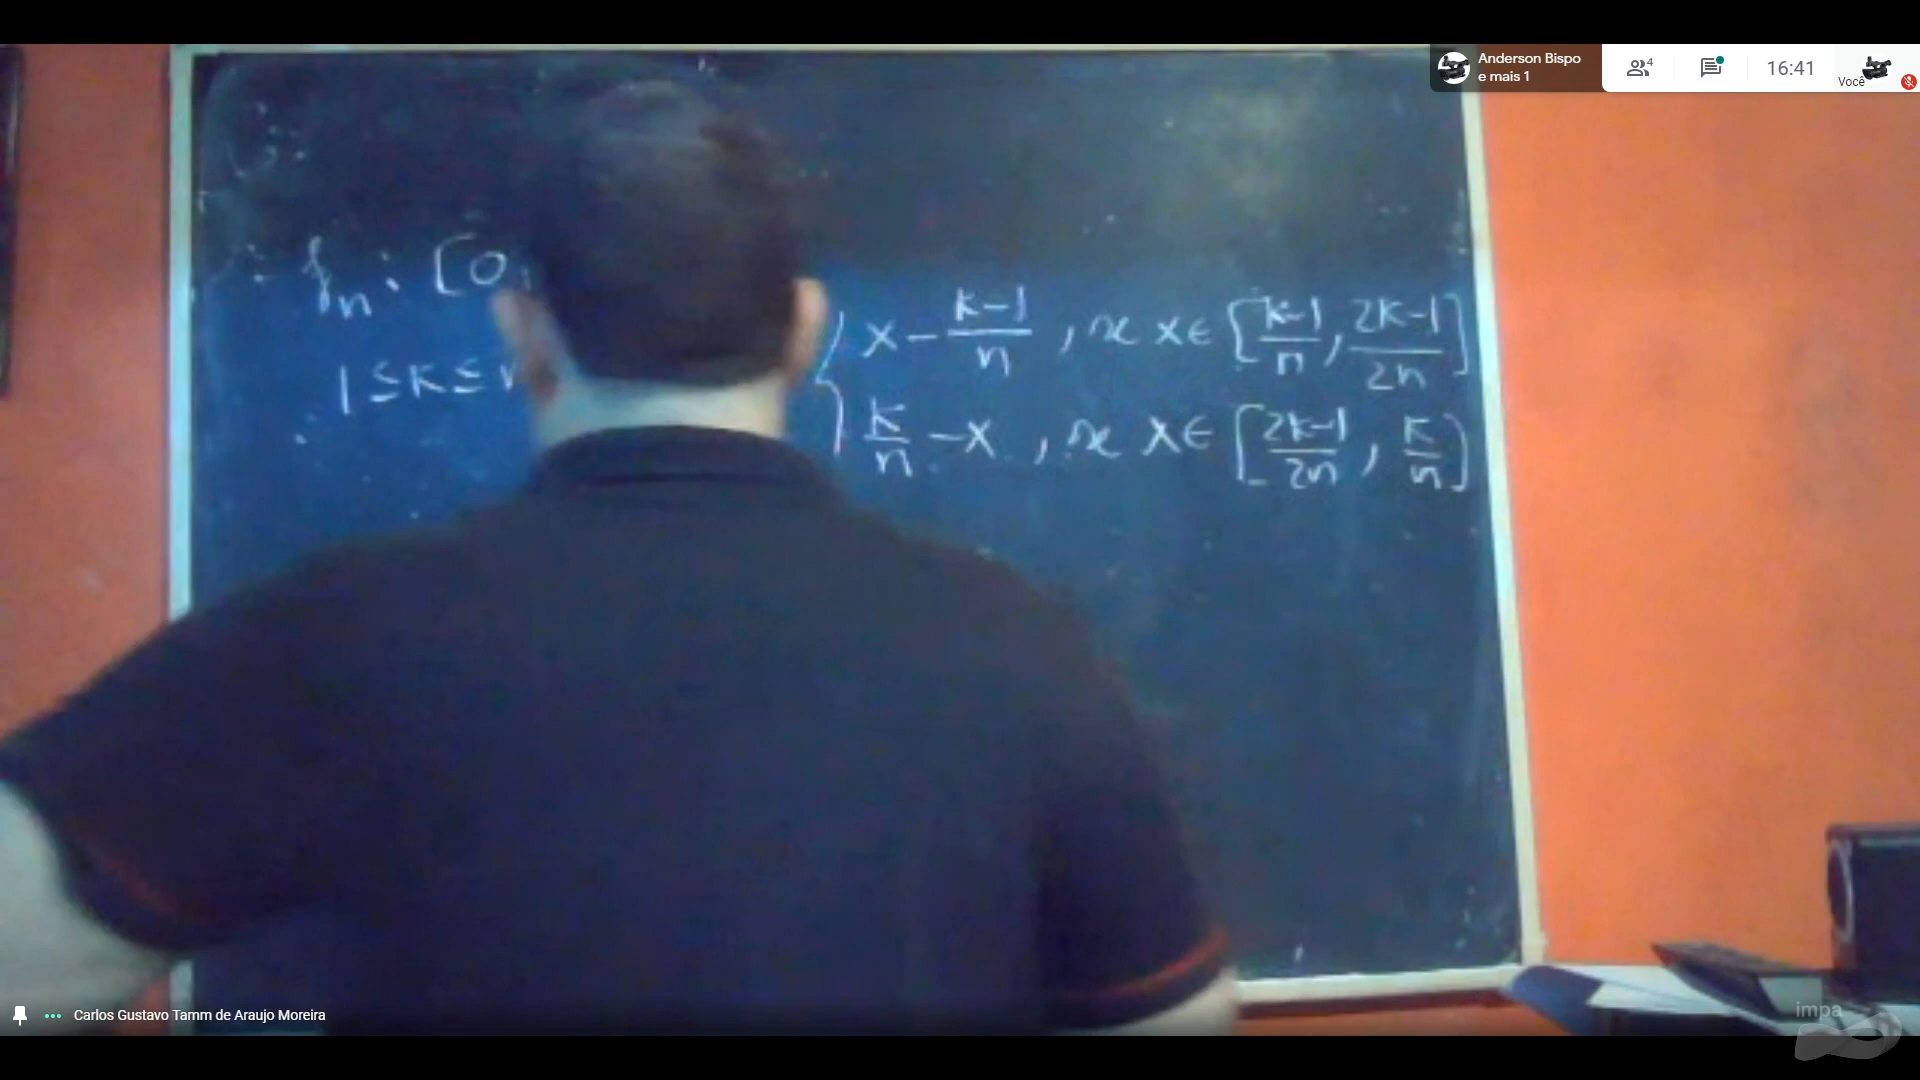 Anderson Bispo
e mais 1
4
16:41
Você
fn : [0,
1 ≤ k ≤
{ x - (k-1)/n , se x ∈ [(k-1)/n, (2k-1)/2n]
k/n - x , se x ∈ [(2k-1)/2n, k/n]
Carlos Gustavo Tamm de Araujo Moreira
impa